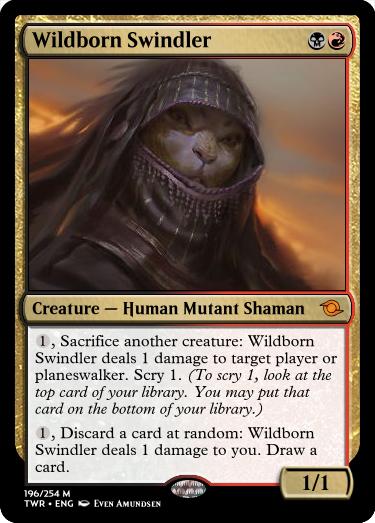 Wildborn Swindler
Creature — Human Mutant Shaman
1, Sacrifice another creature: Wildborn
Swindler deals 1 damage to target player or
planeswalker. Scry 1. (To scry 1, look at the
top card of your library. You may put that
card on the bottom of your library.)
1, Discard a card at random: Wildborn
Swindler deals 1 damage to you. Draw a
card.
1/1
196/254 M
TWR • ENG Even Amundsen